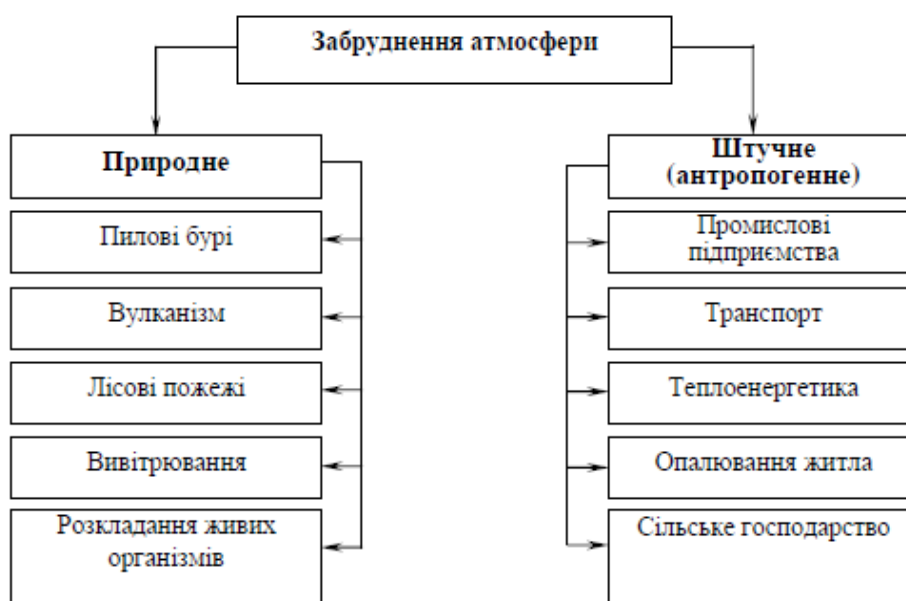 Забруднення атмосфери
Природне
Пилові бурі
Вулканізм
Лісові пожежі
Вивітрювання
Розкладання живих
організмів
Штучне
(антропогенне)
Промислові
підприємства
Транспорт
Теплоенергетика
Опалювання житла
Сільське господарство